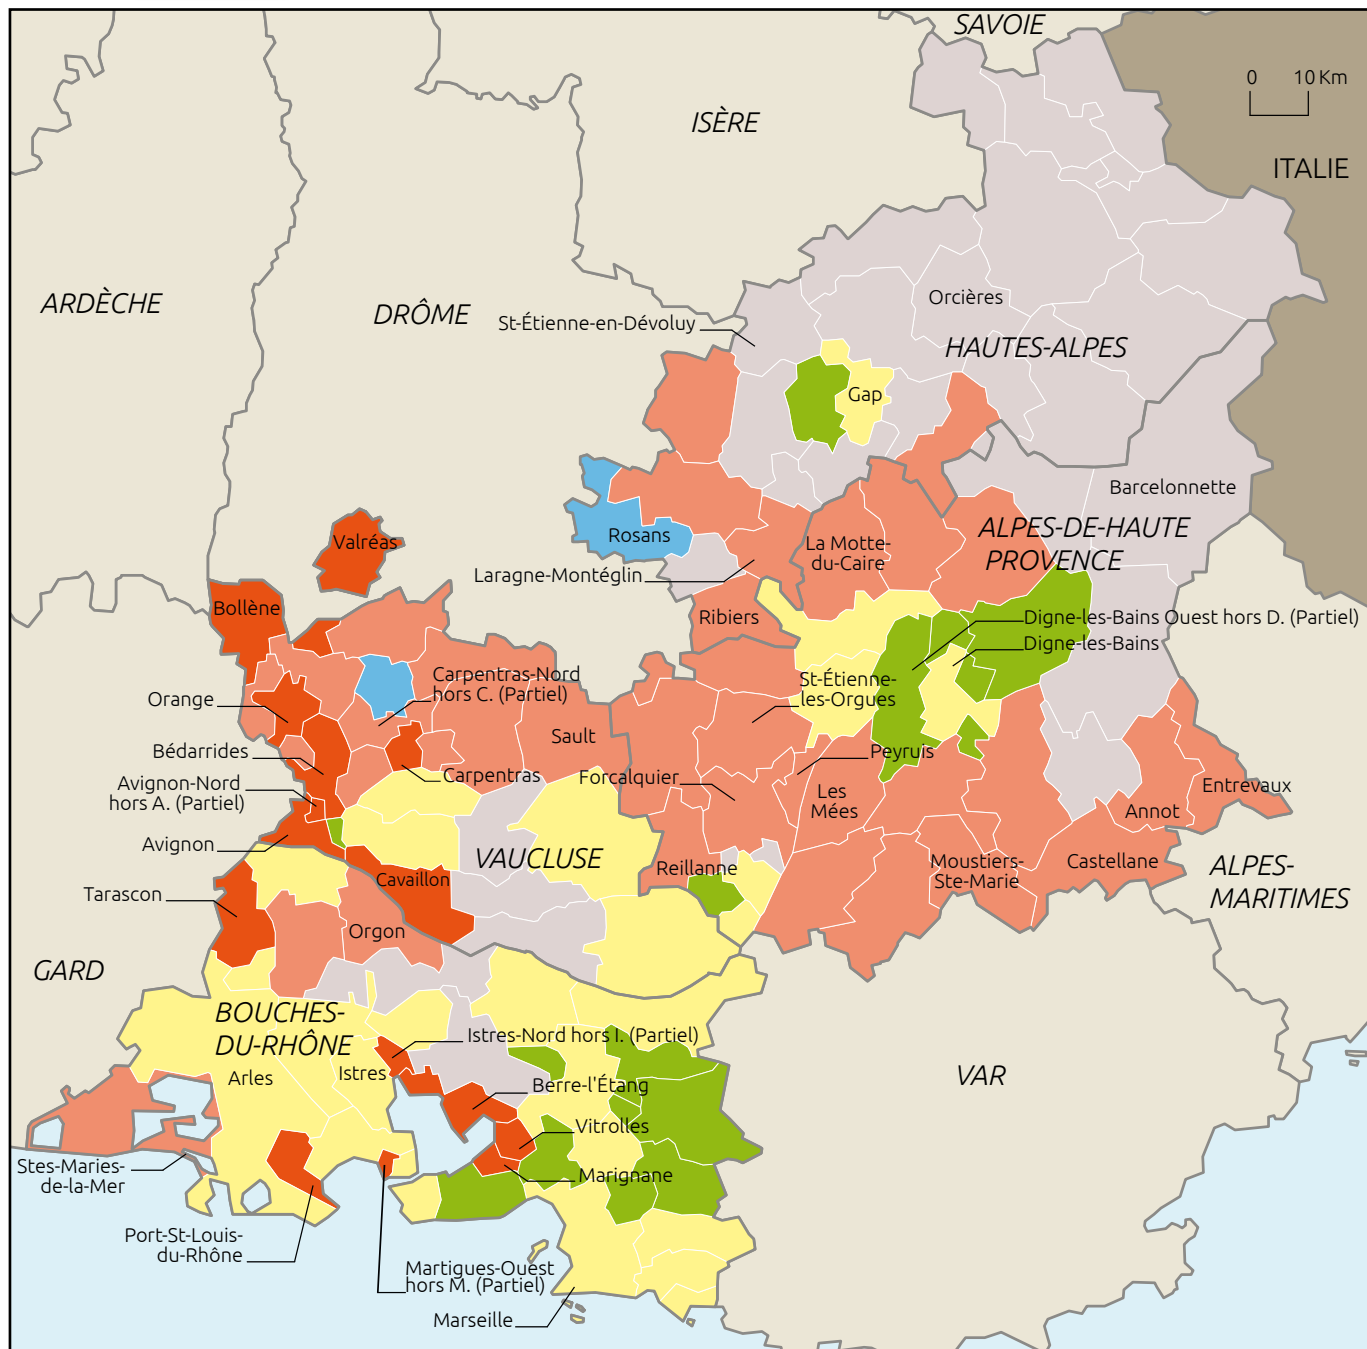 SAVOIE
0 10 Km
ISÈRE
ITALIE
ARDÈCHE
DRÔME
Orcières
St-Étienne-en-Dévoluy
HAUTES-ALPES
Gap
Barcelonnette
Rosans
ALPES-DE-HAUTE
PROVENCE
Valréas
La Motte-
du-Caire
Laragne-Montéglin
Bollène
Ribiers
Digne-les-Bains Ouest hors D. (Partiel)
Digne-les-Bains
Carpentras-Nord
hors C. (Partiel)
St-Étienne-
les-Orgues
Orange
Sault
Bédarrides
Peyruis
Carpentras
Forcalquier
Entrevaux
Avignon-Nord
hors A. (Partiel)
Les
Mées
Annot
Avignon
VAUCLUSE
Reillanne
Moustiers-
Ste-Marie
Castellane
ALPES-
MARITIMES
Cavaillon
Tarascon
Orgon
GARD
BOUCHES-
DU-RHÔNE
Istres-Nord hors I. (Partiel)
Arles
Istres
VAR
Berre-l'Étang
Vitrolles
Stes-Maries-
de-la-Mer
Marignane
Port-St-Louis-
du-Rhône
Martigues-Ouest
hors M. (Partiel)
Marseille